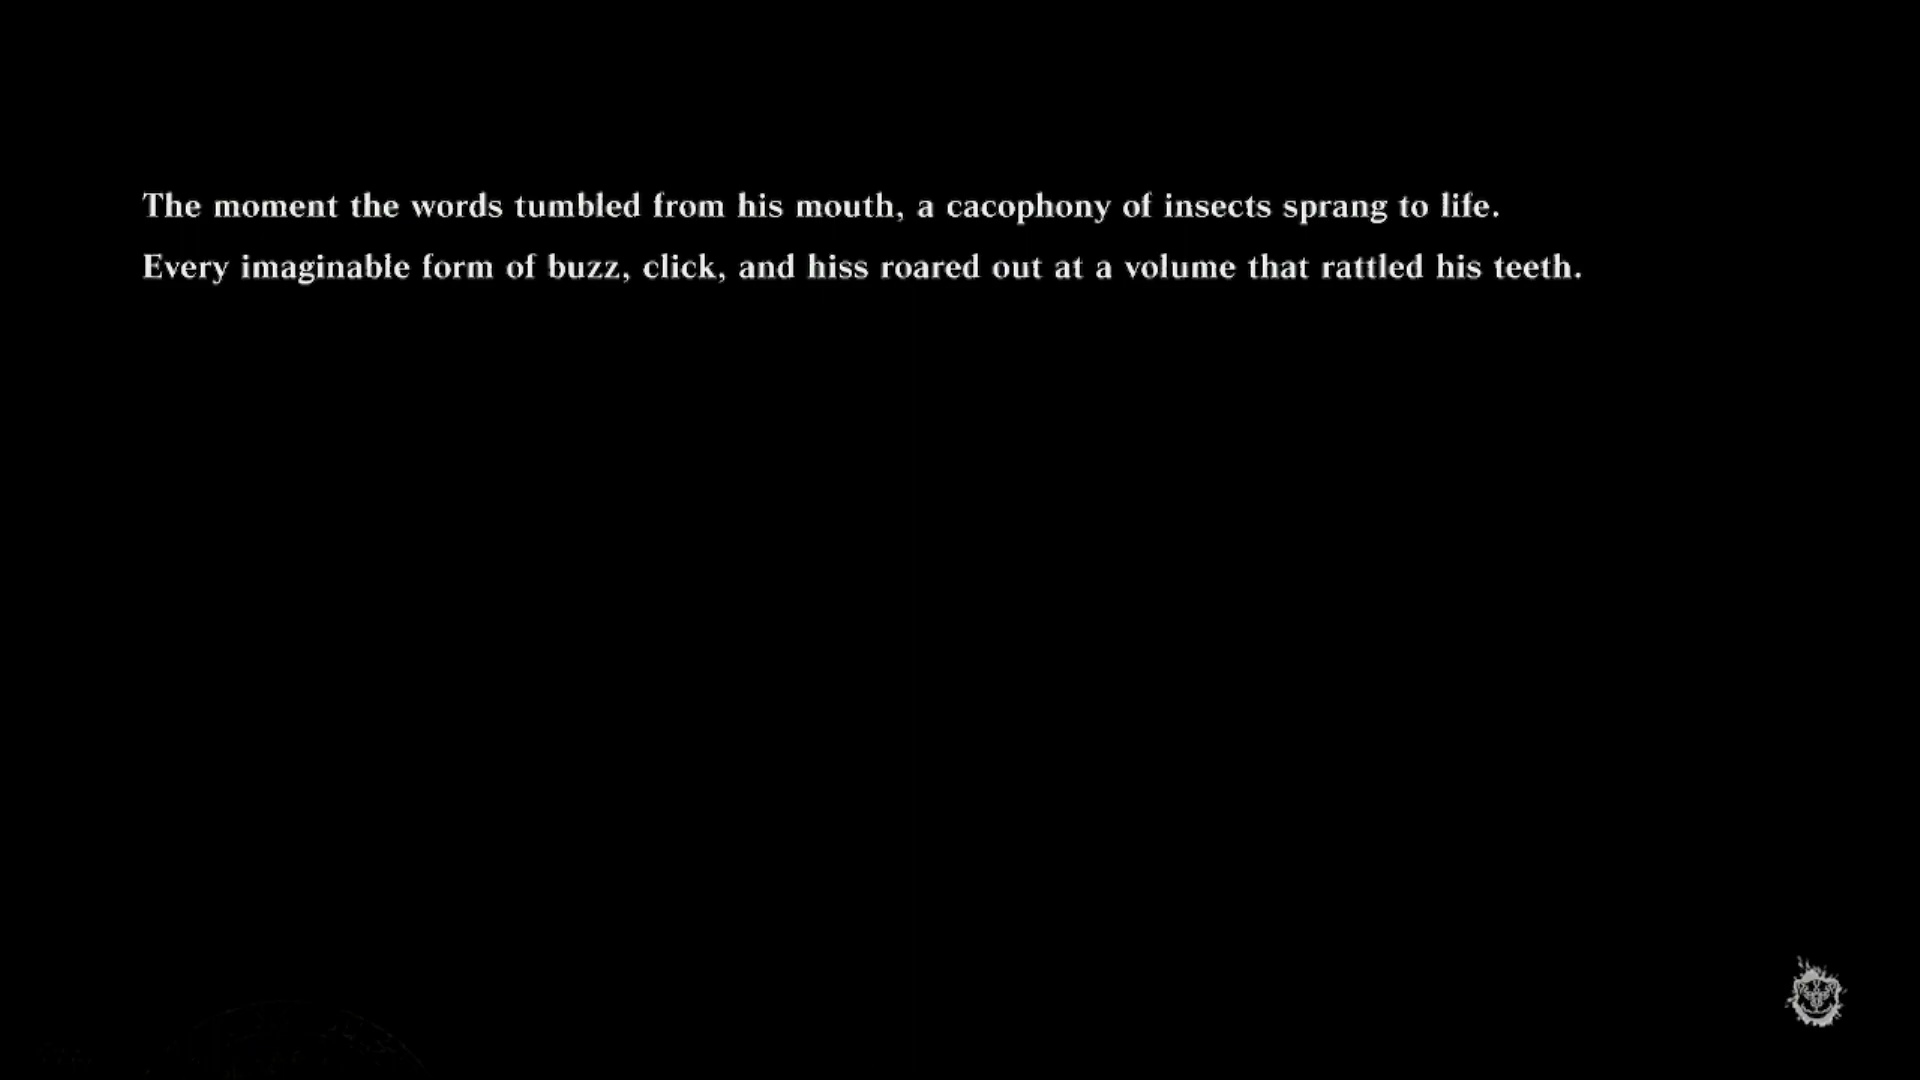 The moment the words tumbled from his mouth, a cacophony of insects sprang to life.
Every imaginable form of buzz, click, and hiss roared out at a volume that rattled his teeth.